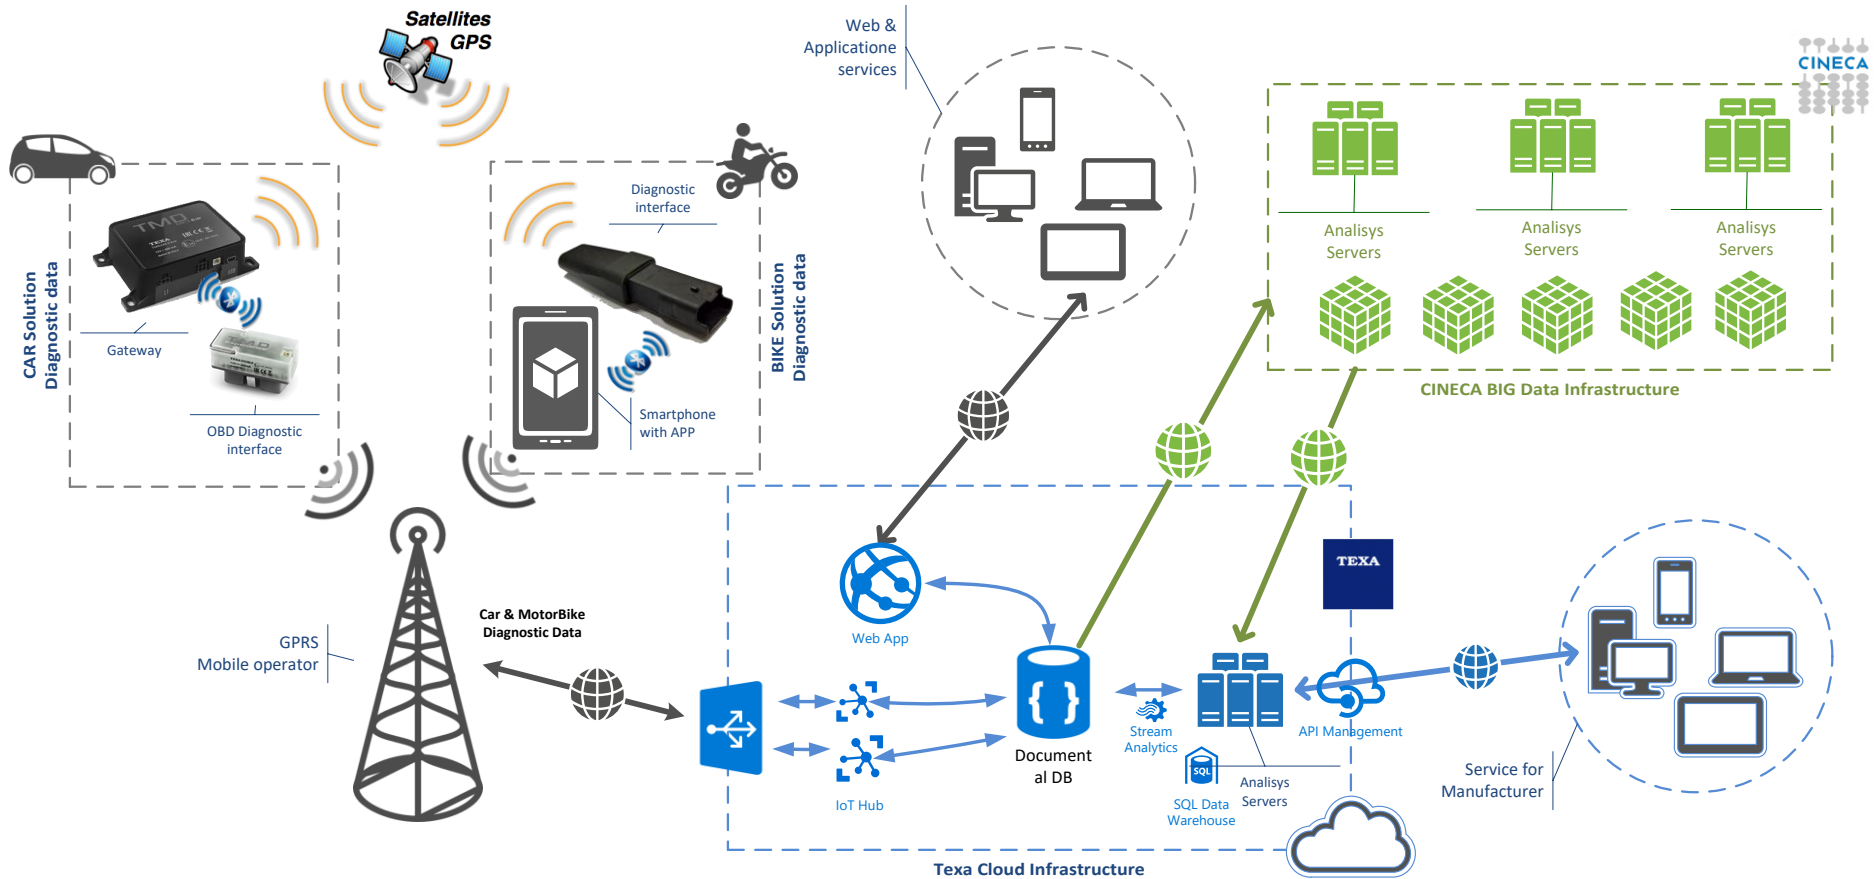 Satellites
GPS
Web &
Applicatione
services
CINECA
CAR Solution
Diagnostic data
TEXA
Gateway
OBD Diagnostic
interface
Diagnostic
interface
BIKE Solution
Diagnostic data
Smartphone
with APP
Analisys
Servers
Analisys
Servers
Analisys
Servers
CINECA BIG Data Infrastructure
GPRS
Mobile operator
Car & MotorBike
Diagnostic Data
Web App
IoT Hub
Document
al DB
Stream
Analytics
SQL
SQL Data
Warehouse
Analisys
Servers
API Management
TEXA
Service for
Manufacturer
Texa Cloud Infrastructure